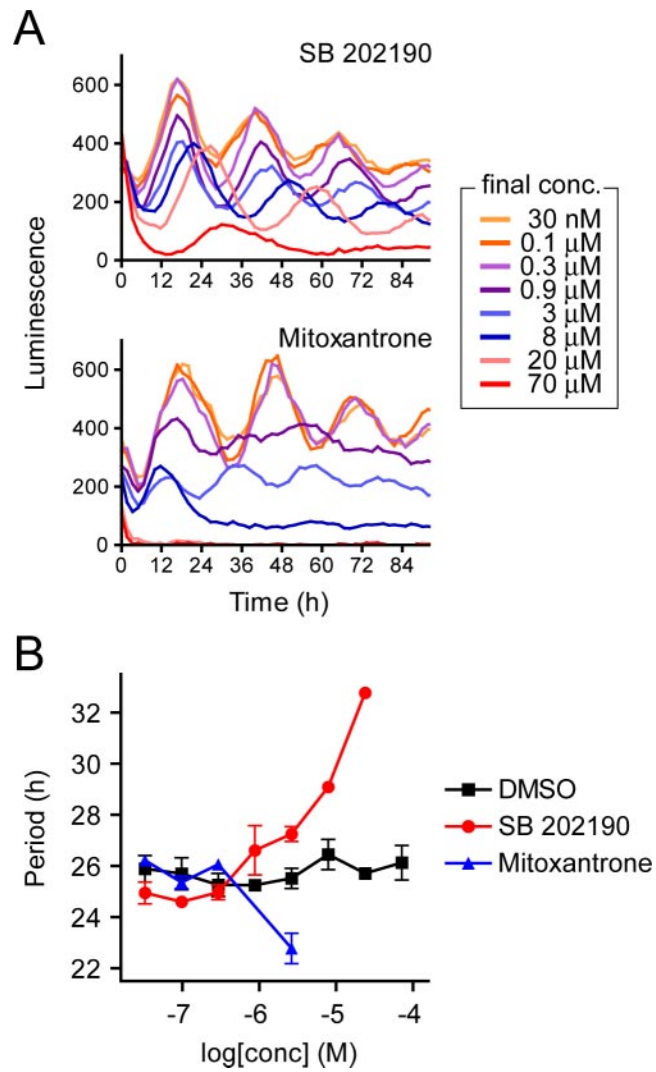 A
SB 202190
600
400
200
0
0 12 24 36 48 60 72 84
Luminescence
final conc.
30 nM
0.1 µM
0.3 µM
0.9 µM
3 µM
8 µM
20 µM
70 µM
Mitoxantrone
600
400
200
0
0 12 24 36 48 60 72 84
Time (h)
B
32
30
28
26
24
22
Period (h)
DMSO
SB 202190
Mitoxantrone
-7 -6 -5 -4
log[conc] (M)